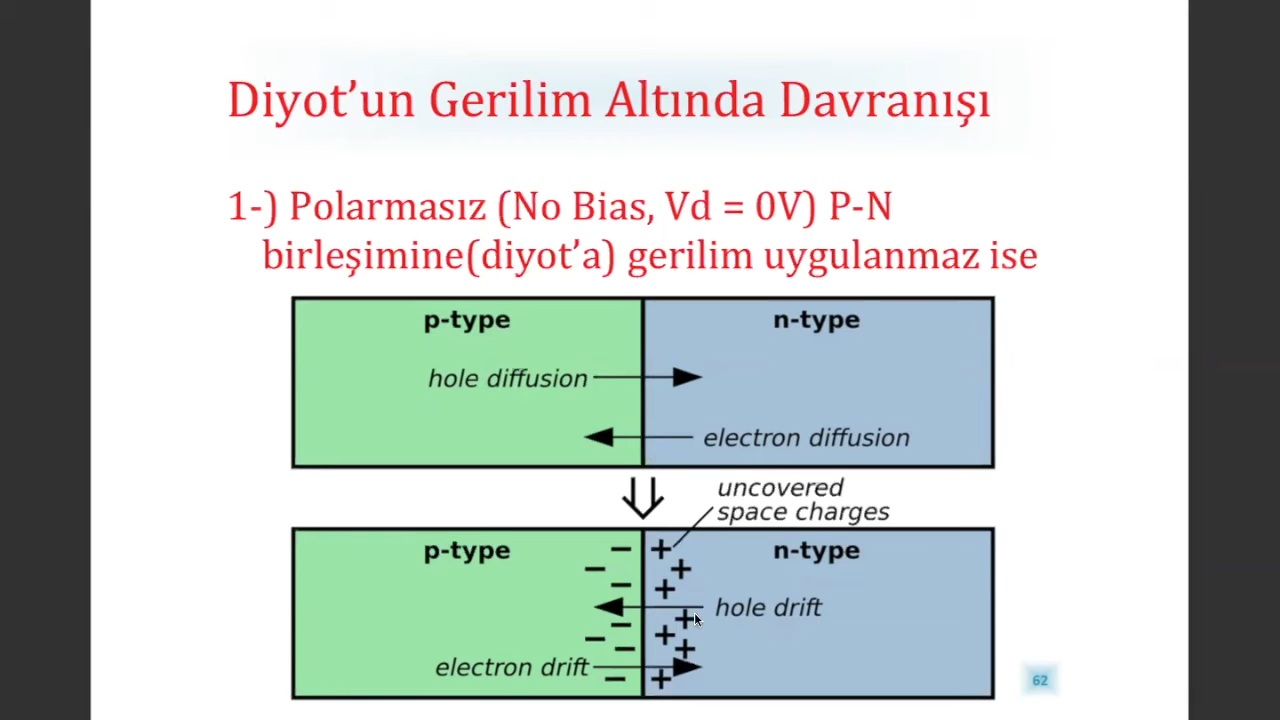 Diyot’un Gerilim Altında Davranışı
1-) Polarmasız (No Bias, Vd = 0V) P-N
birleşimine(diyot’a) gerilim uygulanmaz ise
p-type
n-type
hole diffusion
electron diffusion
uncovered
space charges
p-type
n-type
hole drift
electron drift
62